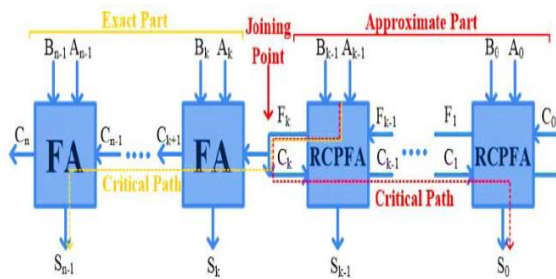 Exact Part
Joining Point
Approximate Part
Bn-1 An-1
Bk Ak
Bk-1 Ak-1
B0 A0
Cn
FA
Cn-1
Ck+1
FA
Fk
Ck
RCPFA
Fk-1
Ck-1
F1
C1
RCPFA
C0
Critical Path
Critical Path
Sn-1
Sk
Sk-1
S0